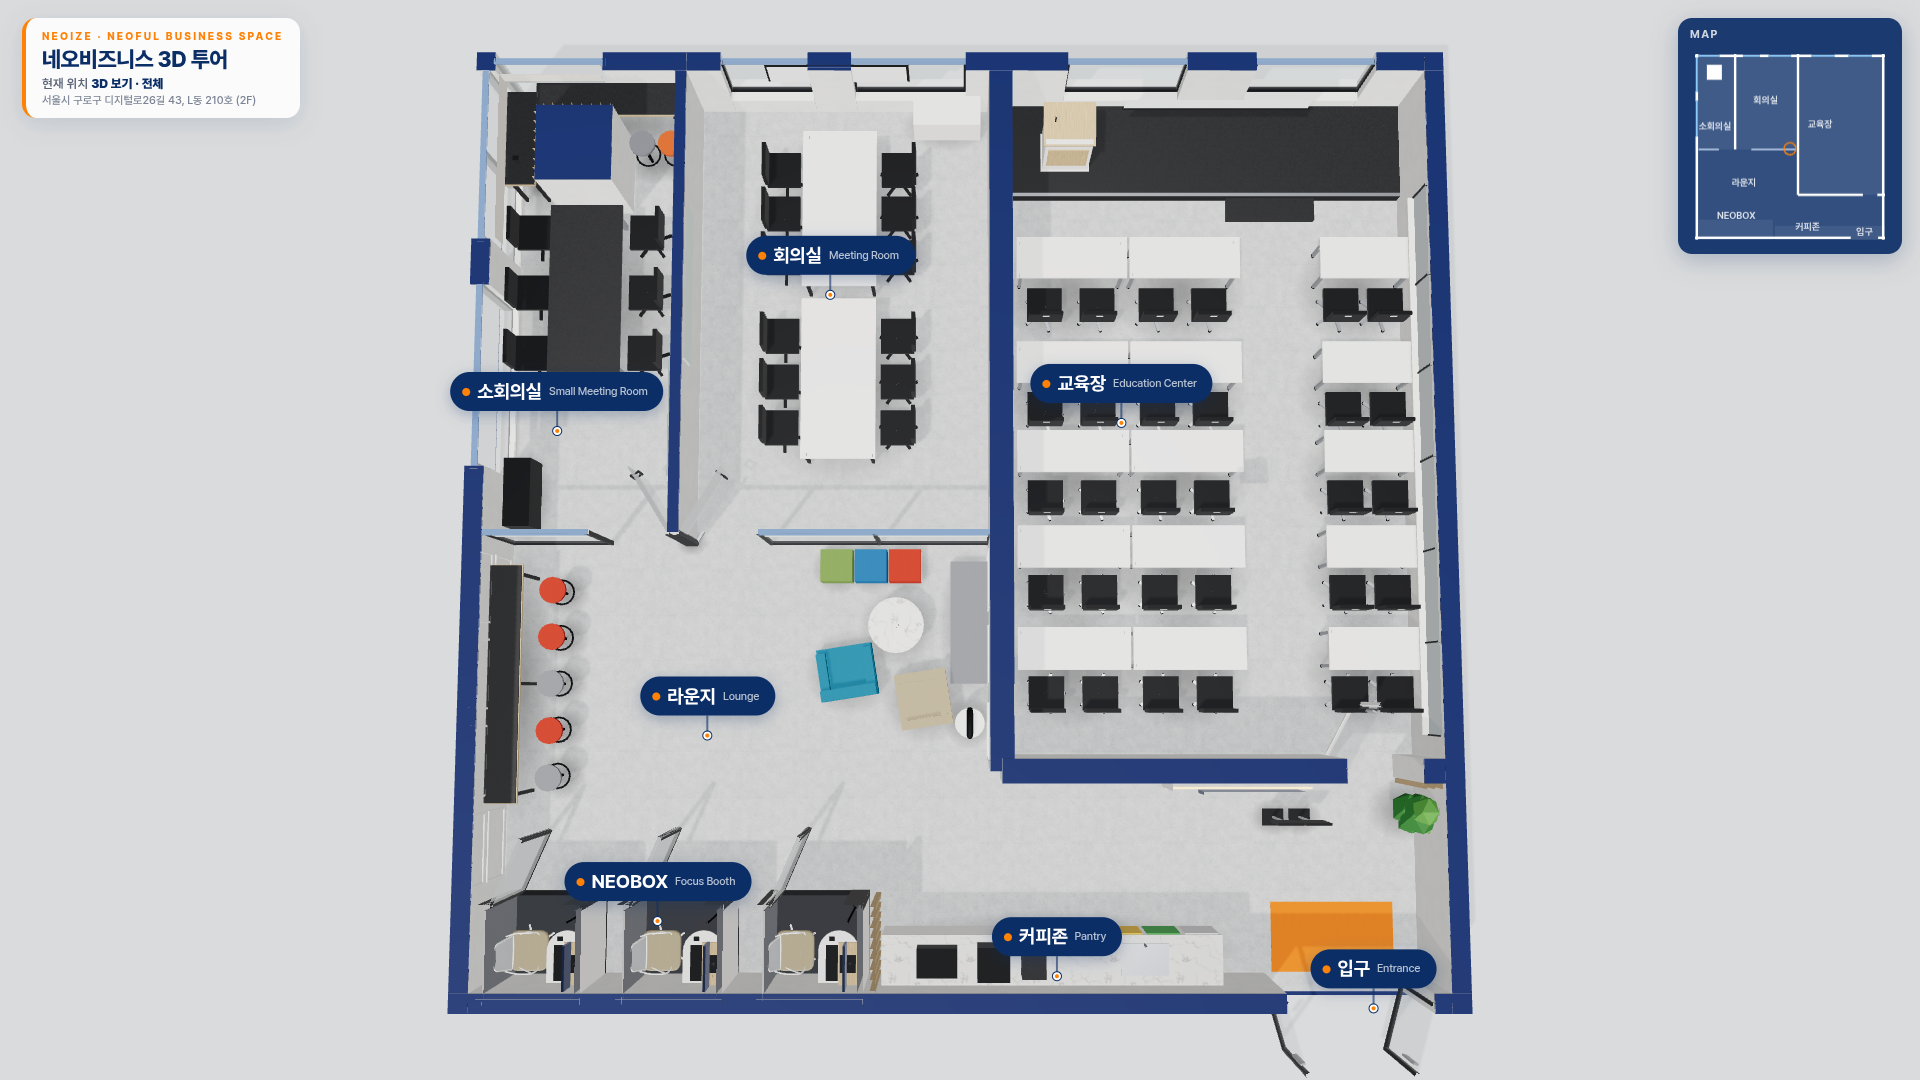 NEOIZE · NEOFUL BUSINESS SPACE
네오비즈니스 3D 투어
현재 위치 3D 보기 · 전체
서울시 구로구 디지털로26길 43, L동 210호 (2F)
MAP
회의실
소회의실
교육장
라운지
NEOBOX
커피존
입구
회의실 Meeting Room
소회의실 Small Meeting Room
교육장 Education Center
라운지 Lounge
NEOBOX Focus Booth
커피존 Pantry
입구 Entrance